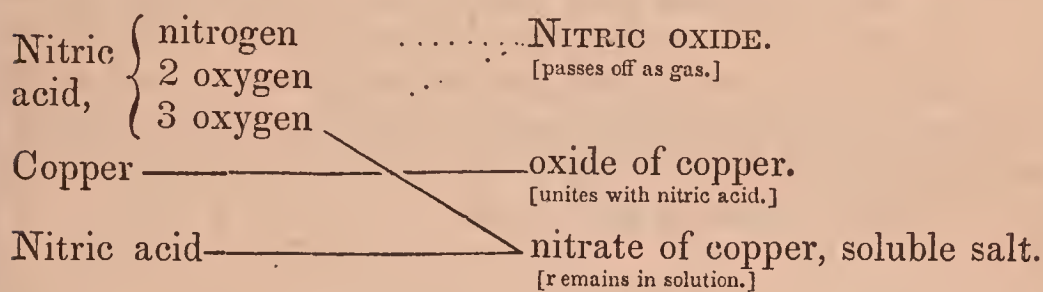 Nitric acid, { nitrogen ........ NITRIC OXIDE.
[passes off as gas.]
2 oxygen
3 oxygen
Copper oxide of copper.
[unites with nitric acid.]
Nitric acid nitrate of copper, soluble salt.
[r emains in solution.]